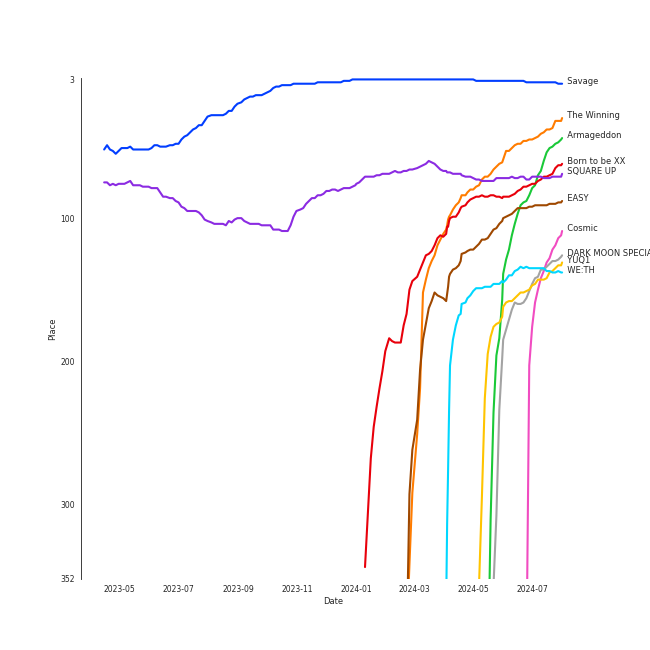 3
100
200
300
352
Place
2023-05 2023-07 2023-09 2023-11 2024-01 2024-03 2024-05 2024-07
Date
Savage
The Winning
Armageddon
Born to be XX
SQUARE UP
EASY
Cosmic
DARK MOON SPECIA
YUQ1
WE:TH